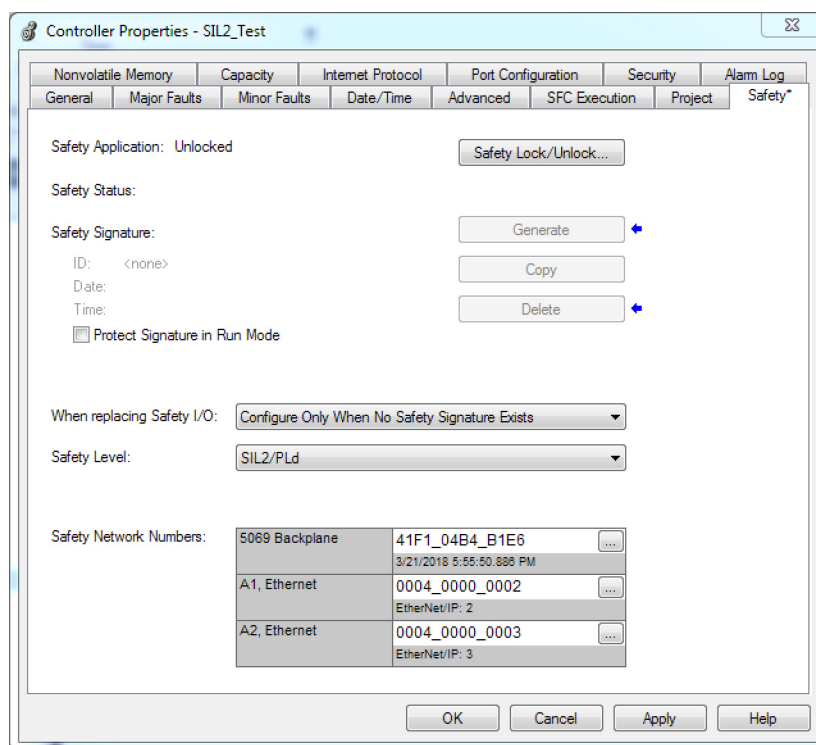 Controller Properties - SIL2_Test
Nonvolatile Memory Capacity Internet Protocol Port Configuration Security Alarm Log
General Major Faults Minor Faults Date/Time Advanced SFC Execution Project Safety*
Safety Application: Unlocked Safety Lock/Unlock...
Safety Status:
Safety Signature: Generate
ID: <none> Copy
Date:
Time: Delete
Protect Signature in Run Mode
When replacing Safety I/O: Configure Only When No Safety Signature Exists
Safety Level: SIL2/PLd
Safety Network Numbers: 5069 Backplane 41F1_04B4_B1E6 ...
3/21/2018 5:55:50.886 PM
A1, Ethernet 0004_0000_0002 ...
EtherNet/IP: 2
A2, Ethernet 0004_0000_0003 ...
EtherNet/IP: 3
OK Cancel Apply Help